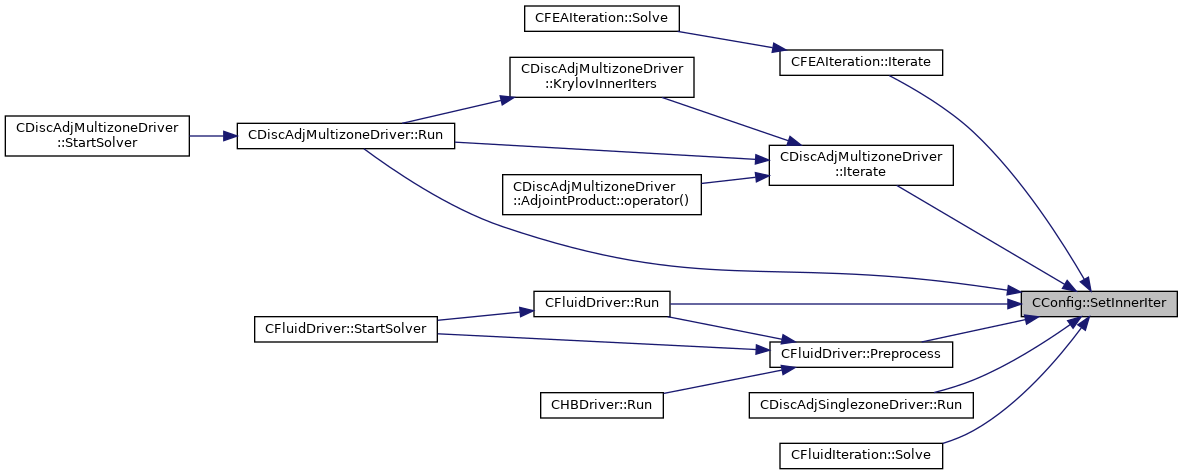 CFEAIteration::Solve
CFEAIteration::Iterate
CDiscAdjMultizoneDriver
::KrylovInnerIters
CDiscAdjMultizoneDriver
::StartSolver
CDiscAdjMultizoneDriver::Run
CDiscAdjMultizoneDriver
::Iterate
CDiscAdjMultizoneDriver
::AdjointProduct::operator()
CConfig::SetInnerIter
CFluidDriver::Run
CFluidDriver::StartSolver
CFluidDriver::Preprocess
CHBDriver::Run
CDiscAdjSinglezoneDriver::Run
CFluidIteration::Solve